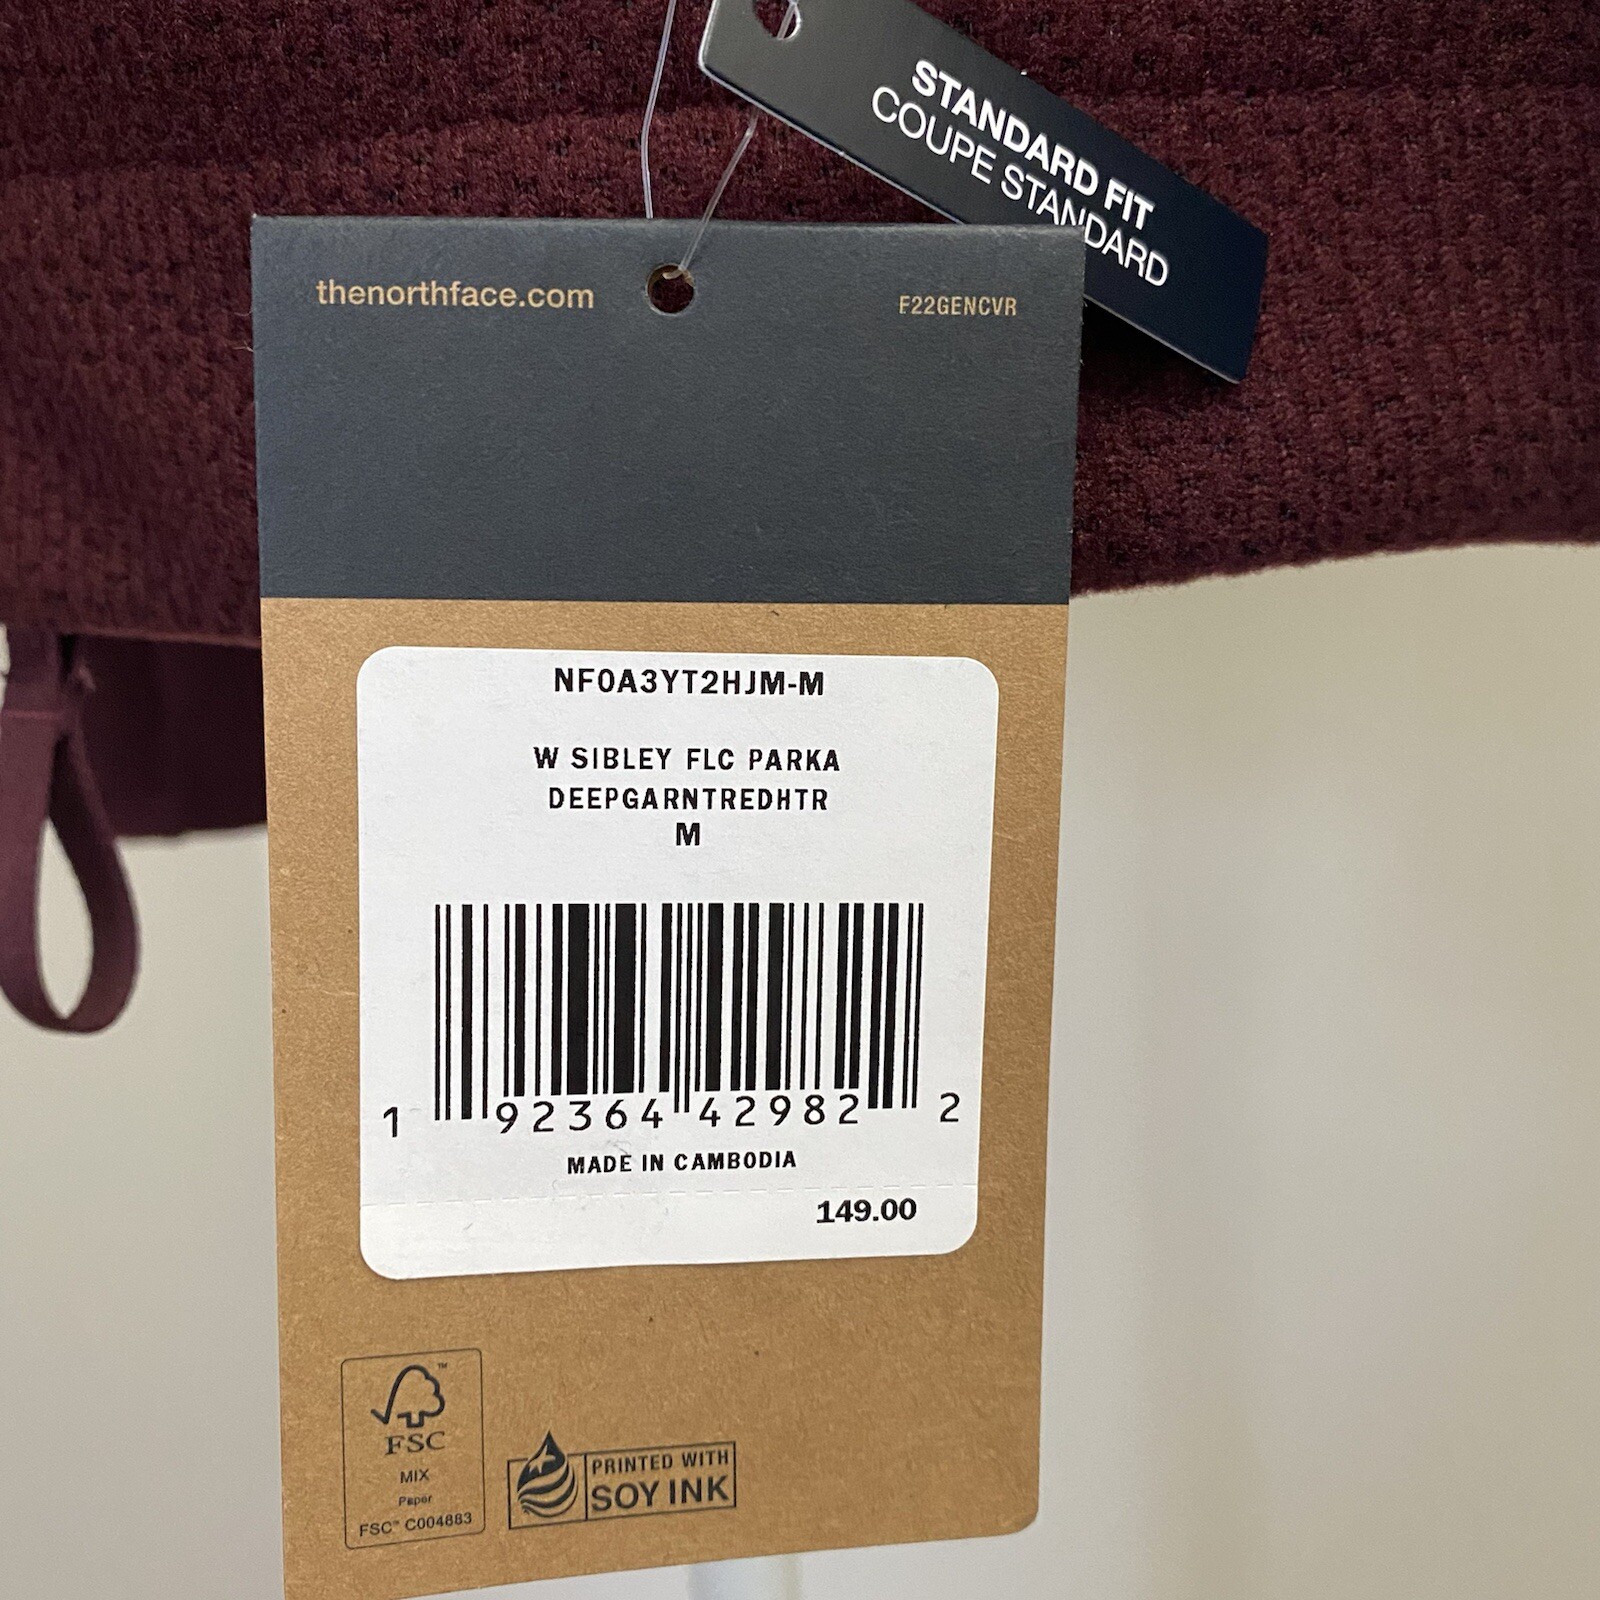 STANDARD FIT
COUPE STANDARD
thenorthface.com
F22GENCVR
NF0A3YT2HJM-M
W SIBLEY FLC PARKA
DEEPGARNTREDHTR
M
1 92364 42982 2
MADE IN CAMBODIA
149.00
FSC
MIX
Paper
FSC™ C004883
PRINTED WITH
SOY INK